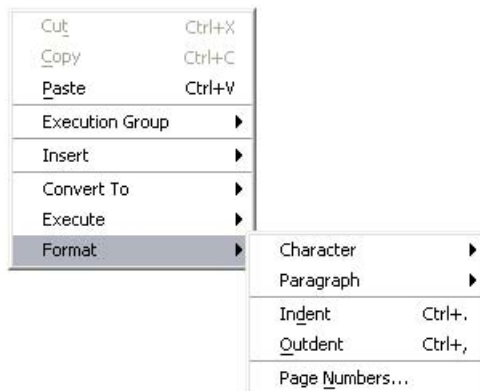 Cut Ctrl+X
Copy Ctrl+C
Paste Ctrl+V
Execution Group
Insert
Convert To
Execute
Format
Character
Paragraph
Indent Ctrl+.
Outdent Ctrl+,
Page Numbers...